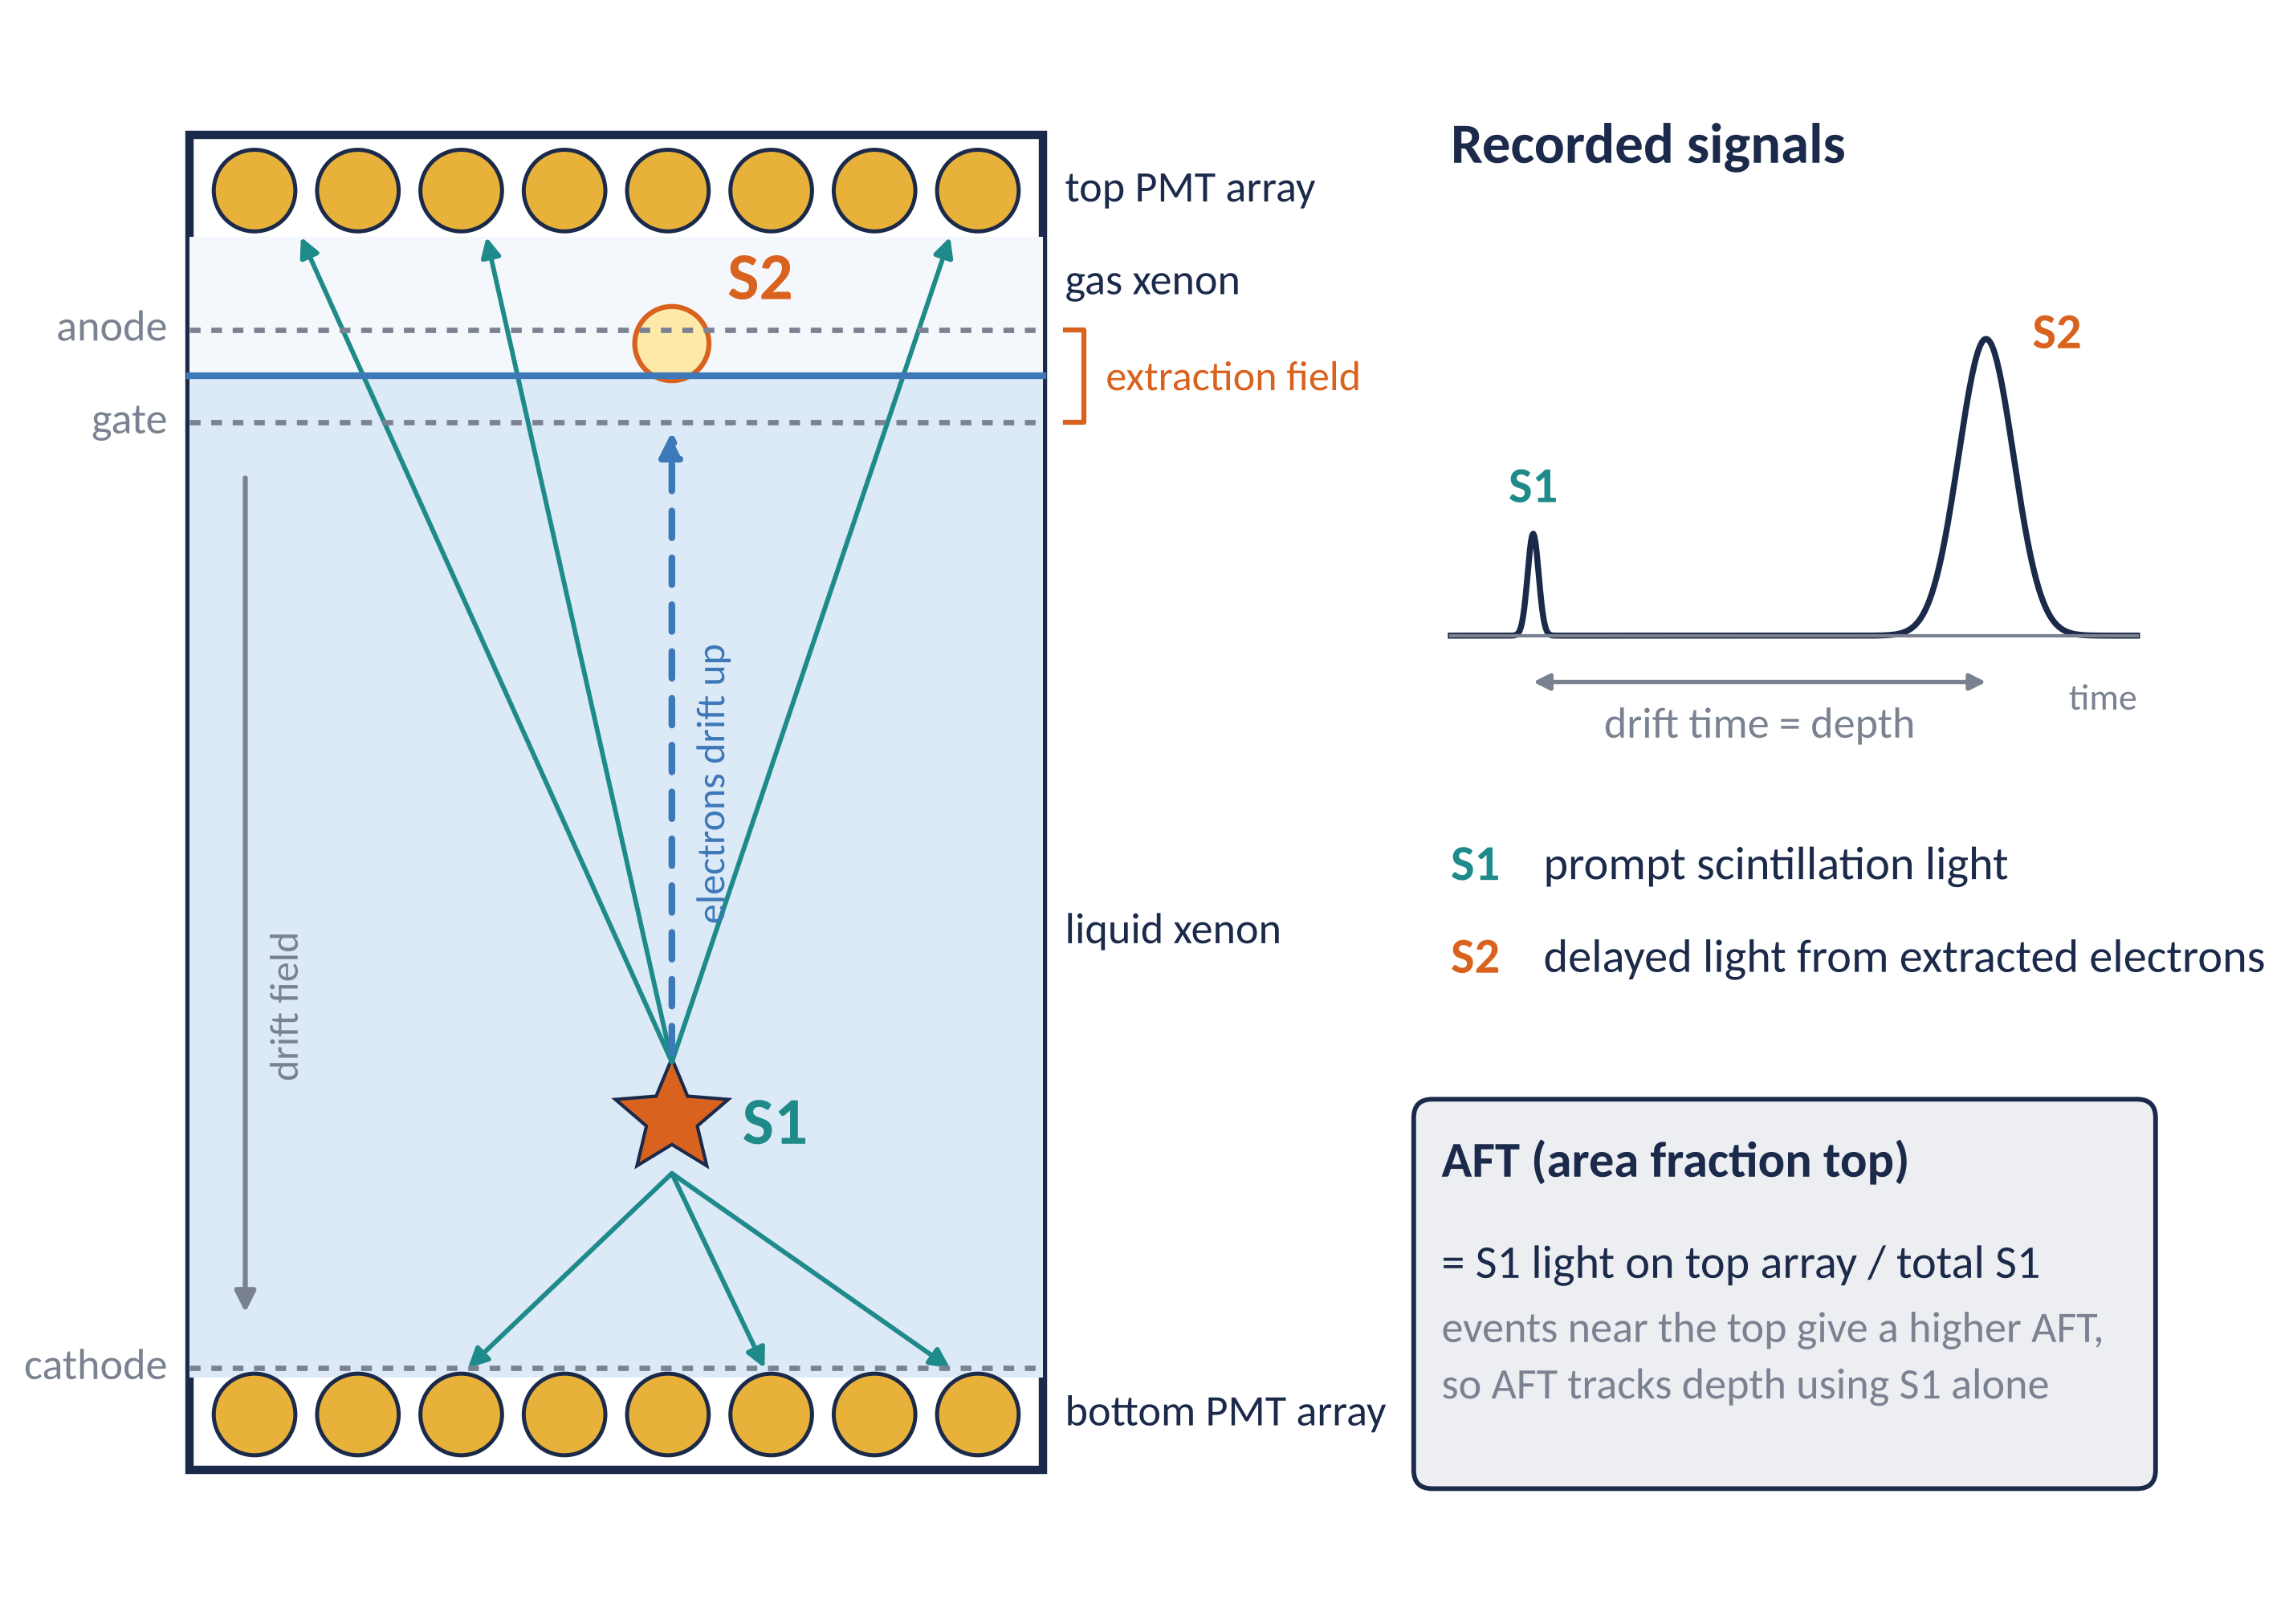 Recorded signals
top PMT array
S2
gas xenon
anode
S2
extraction field
gate
S1
electrons drift up
time
drift time = depth
S1 prompt scintillation light
liquid xenon
S2 delayed light from extracted electrons
drift field
S1
AFT (area fraction top)
= S1 light on top array / total S1
events near the top give a higher AFT,
cathode
so AFT tracks depth using S1 alone
bottom PMT array